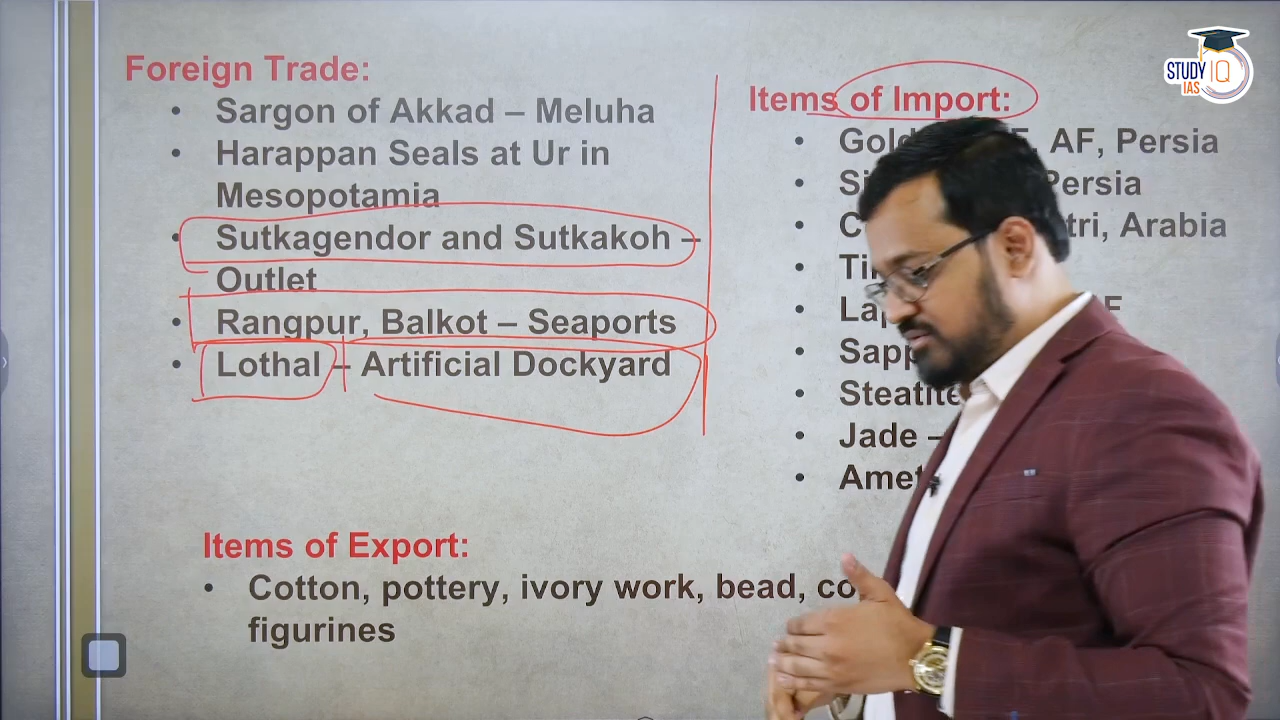 Foreign Trade:
• Sargon of Akkad – Meluha
• Harappan Seals at Ur in
Mesopotamia
• Sutkagendor and Sutkakoh –
Outlet
• Rangpur, Balkot – Seaports
• Lothal – Artificial Dockyard
Items of Import:
• Gold AF, Persia
• Persia
• Arabia
•
•
•
• Steatite
• Jade –
•
Items of Export:
• Cotton, pottery, ivory work, bead,
figurines
STUDY IQ
IAS